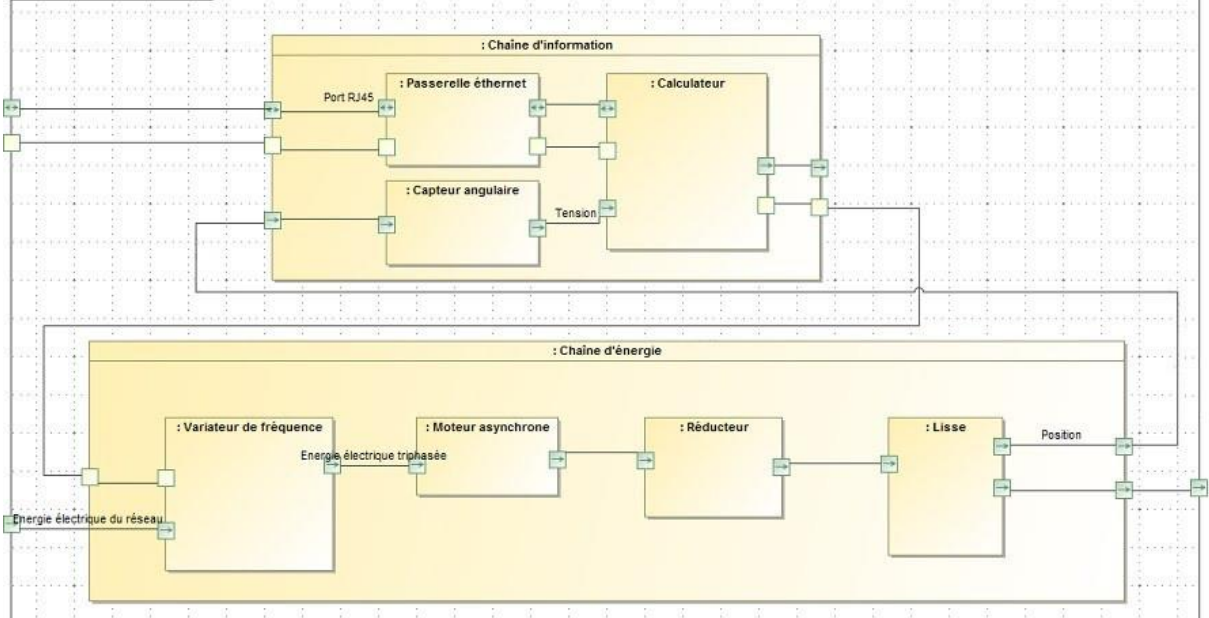 : Chaîne d'information
: Passerelle éthernet
: Calculateur
Port RJ45
: Capteur angulaire
Tension
: Chaîne d'énergie
: Variateur de fréquence
: Moteur asynchrone
: Réducteur
: Lisse
Position
Energie électrique triphasée
Energie électrique du réseau